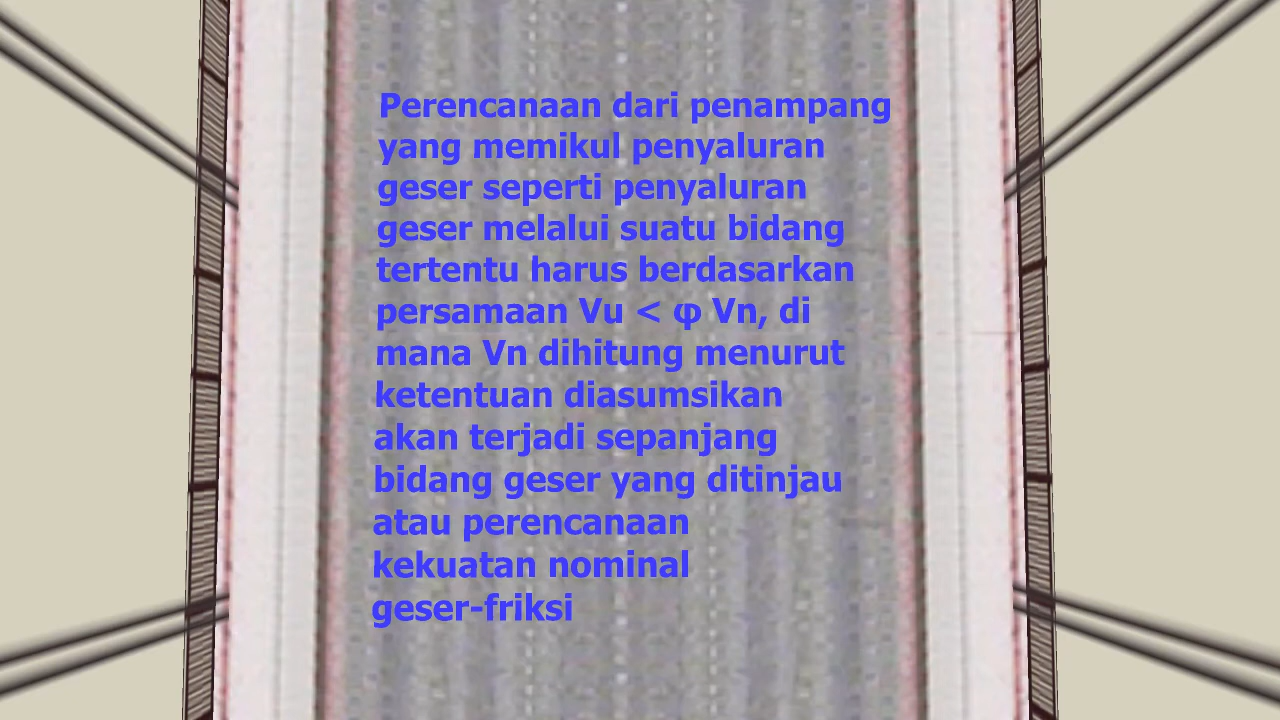 Perencanaan dari penampang
yang memikul penyaluran
geser seperti penyaluran
geser melalui suatu bidang
tertentu harus berdasarkan
persamaan Vu < φ Vn, di
mana Vn dihitung menurut
ketentuan diasumsikan
akan terjadi sepanjang
bidang geser yang ditinjau
atau perencanaan
kekuatan nominal
geser-friksi